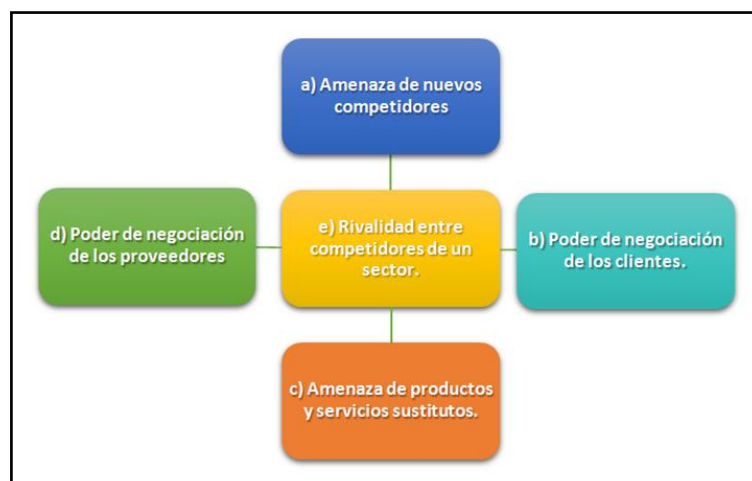 a) Amenaza de nuevos
competidores
d) Poder de negociación
de los proveedores
e) Rivalidad entre
competidores de un
sector.
b) Poder de negociación
de los clientes.
c) Amenaza de productos
y servicios sustitutos.